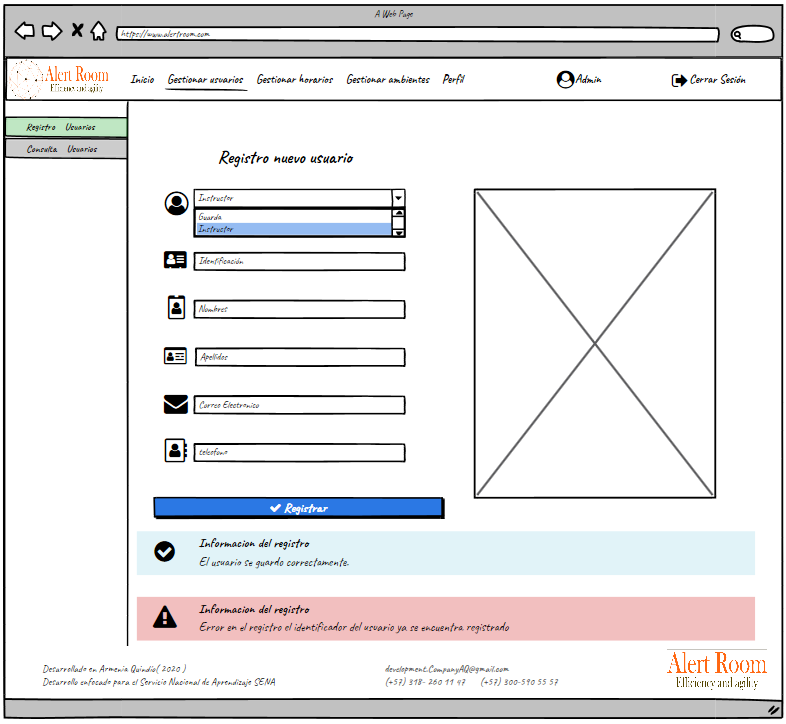 A Web Page
https://www.alertroom.com
Alert Room
Efficiency and agility
Inicio Gestionar usuarios Gestionar horarios Gestionar ambientes Perfil Admin Cerrar Sesión
Registro Usuarios
Consulta Usuarios
Registro nuevo usuario
Instructor
Guarda
Instructor
Identificación
Nombres
Apellidos
Correo Electronico
telefono
Registrar
Informacion del registro
El usuario se guardo correctamente.
Informacion del registro
Error en el registro el identificador del usuario ya se encuentra registrado
Desarrollado en Armenia Quindio( 2020 )
Desarrollo enfocado para el Servicio Nacional de Aprendizaje SENA
development.CompanyAQ@gmail.com
(+57) 318- 260 11 97 (+57) 300-590 55 57
Alert Room
Efficiency and agility